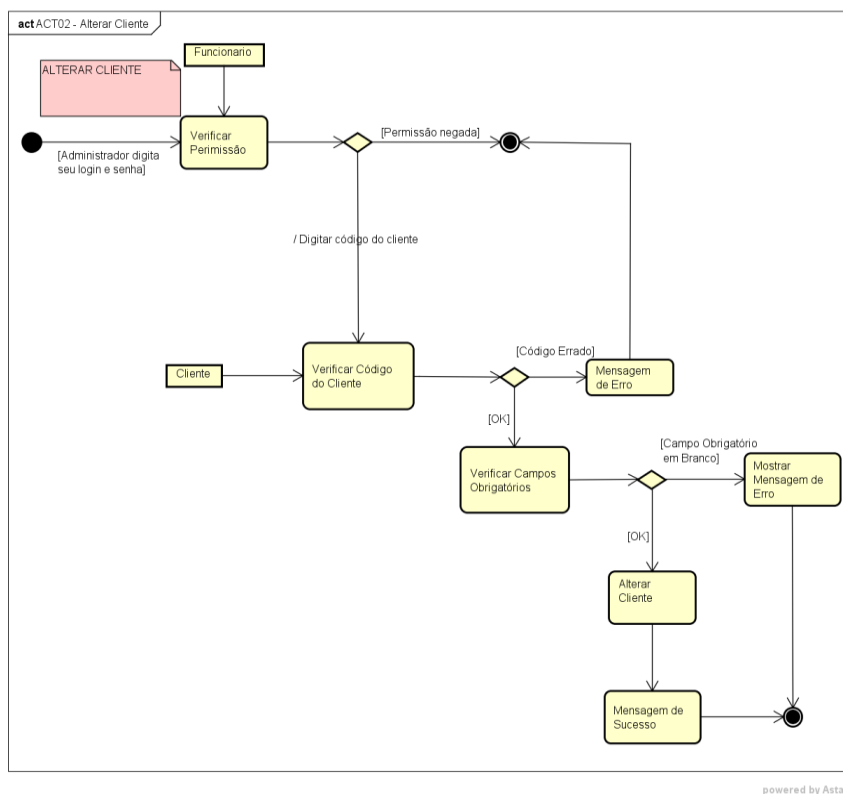 act ACT02 - Alterar Cliente
Funcionario
ALTERAR CLIENTE
Verificar
Perimissão
[Permissão negada]
[Administrador digita
seu login e senha]
/ Digitar código do cliente
[Código Errado]
Cliente
Verificar Código
do Cliente
Mensagem
de Erro
[OK]
[Campo Obrigatório
em Branco]
Verificar Campos
Obrigatórios
Mostrar
Mensagem de
Erro
[OK]
Alterar
Cliente
Mensagem de
Sucesso
powered by Asta